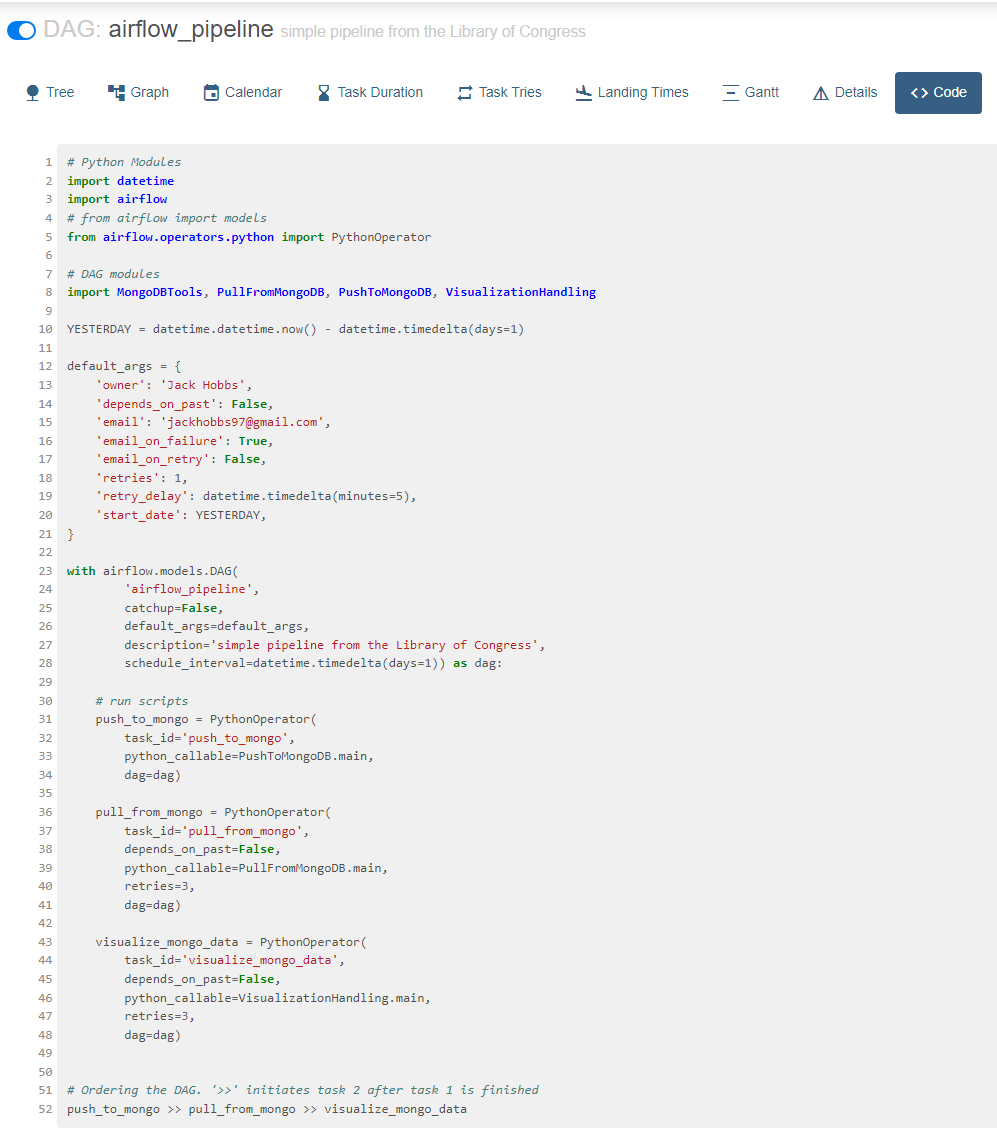 DAG: airflow_pipeline simple pipeline from the Library of Congress
Tree Graph Calendar Task Duration Task Tries Landing Times Gantt Details <> Code
1 # Python Modules
2 import datetime
3 import airflow
4 # from airflow import models
5 from airflow.operators.python import PythonOperator
6
7 # DAG modules
8 import MongoDBTools, PullFromMongoDB, PushToMongoDB, VisualizationHandling
9
10 YESTERDAY = datetime.datetime.now() - datetime.timedelta(days=1)
11
12 default_args = {
13     'owner': 'Jack Hobbs',
14     'depends_on_past': False,
15     'email': 'jackhobbs97@gmail.com',
16     'email_on_failure': True,
17     'email_on_retry': False,
18     'retries': 1,
19     'retry_delay': datetime.timedelta(minutes=5),
20     'start_date': YESTERDAY,
21 }
22
23 with airflow.models.DAG(
24         'airflow_pipeline',
25         catchup=False,
26         default_args=default_args,
27         description='simple pipeline from the Library of Congress',
28         schedule_interval=datetime.timedelta(days=1)) as dag:
29
30     # run scripts
31     push_to_mongo = PythonOperator(
32         task_id='push_to_mongo',
33         python_callable=PushToMongoDB.main,
34         dag=dag)
35
36     pull_from_mongo = PythonOperator(
37         task_id='pull_from_mongo',
38         depends_on_past=False,
39         python_callable=PullFromMongoDB.main,
40         retries=3,
41         dag=dag)
42
43     visualize_mongo_data = PythonOperator(
44         task_id='visualize_mongo_data',
45         depends_on_past=False,
46         python_callable=VisualizationHandling.main,
47         retries=3,
48         dag=dag)
49
50
51 # Ordering the DAG. '>>' initiates task 2 after task 1 is finished
52 push_to_mongo >> pull_from_mongo >> visualize_mongo_data